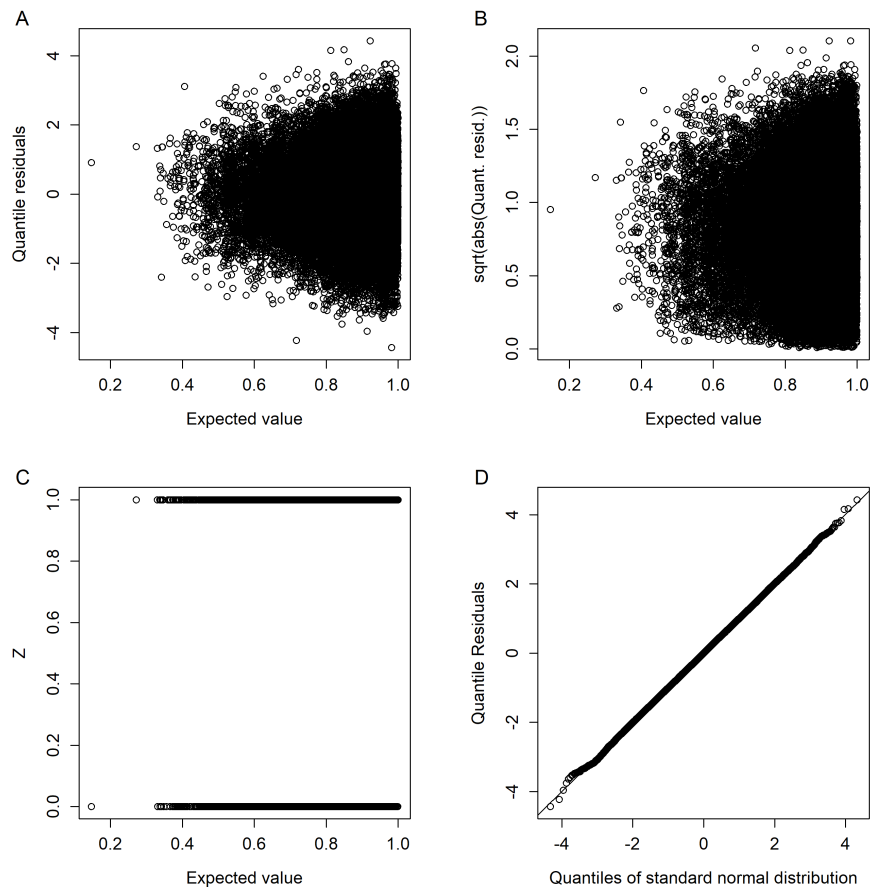 A
Quantile residuals
4
2
0
-2
-4
0.2 0.4 0.6 0.8 1.0
Expected value
B
sqrt(abs(Quant. resid.))
2.0
1.5
1.0
0.5
0.0
0.2 0.4 0.6 0.8 1.0
Expected value
C
Z
1.0
0.8
0.6
0.4
0.2
0.0
0.2 0.4 0.6 0.8 1.0
Expected value
D
Quantile Residuals
4
2
0
-2
-4
-4 -2 0 2 4
Quantiles of standard normal distribution